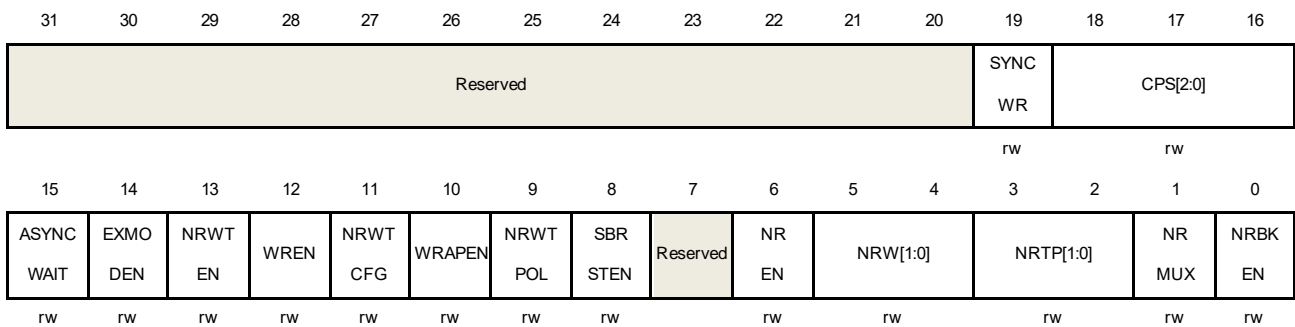 31 30 29 28 27 26 25 24 23 22 21 20 19 18 17 16
Reserved
SYNC
WR
CPS[2:0]
rw rw
15 14 13 12 11 10 9 8 7 6 5 4 3 2 1 0
ASYNC
WAIT
EXMO
DEN
NRWT
EN
WREN
NRWT
CFG
WRAPEN
NRWT
POL
SBR
STEN
Reserved
NR
EN
NRW[1:0]
NRTP[1:0]
NR
MUX
NRBK
EN
rw rw rw rw rw rw rw rw rw rw rw rw rw